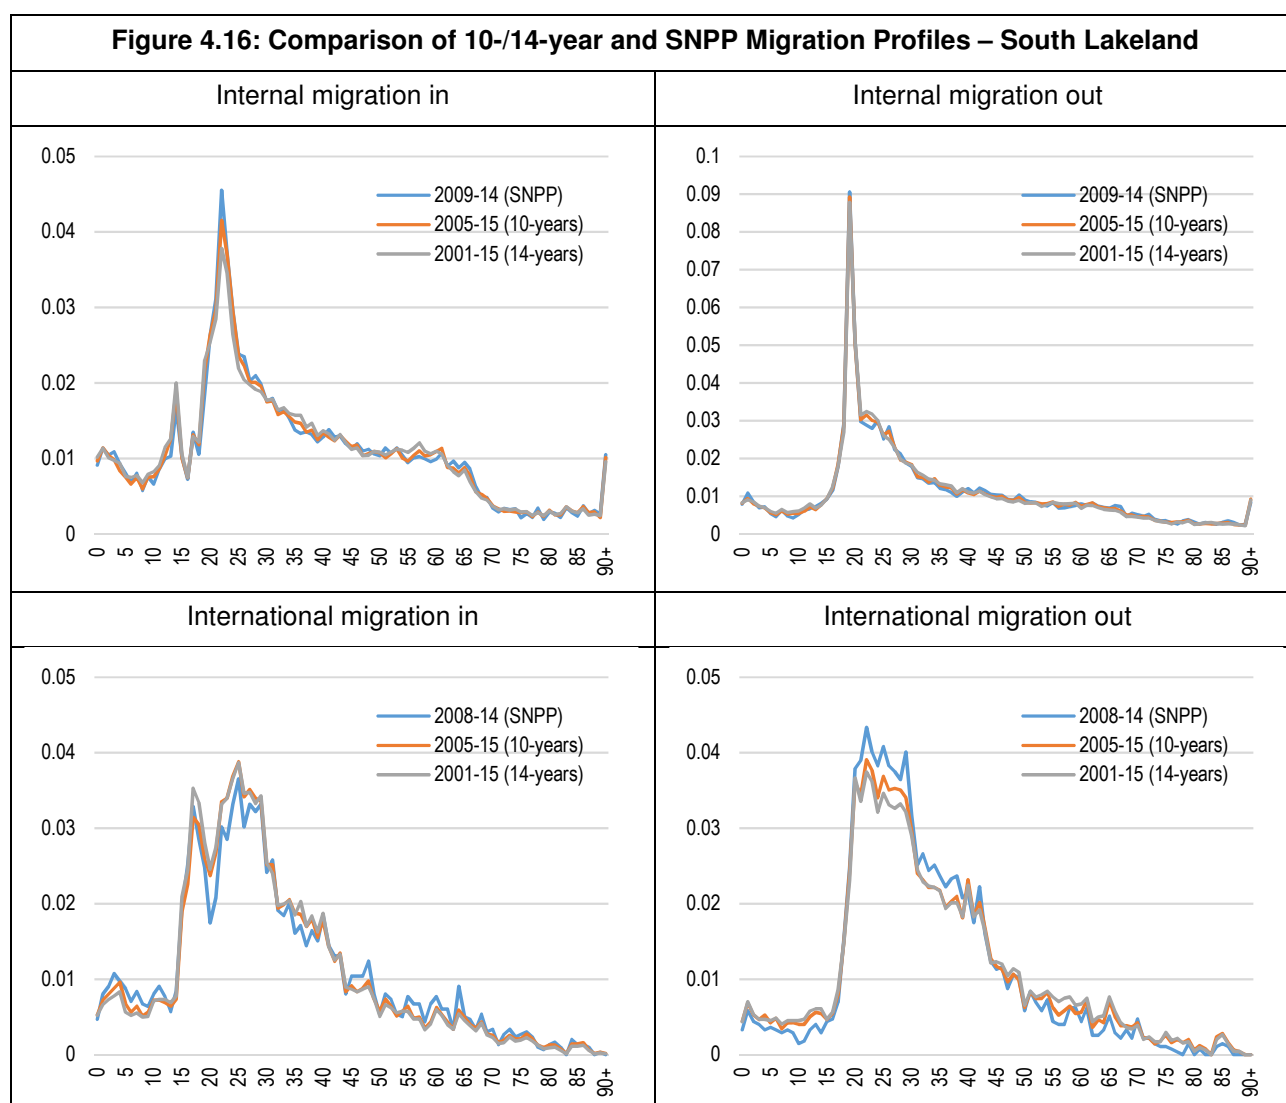 Figure 4.16: Comparison of 10-/14-year and SNPP Migration Profiles – South Lakeland
Internal migration in
Internal migration out
0.05
0.04
0.03
0.02
0.01
0
2009-14 (SNPP)
2005-15 (10-years)
2001-15 (14-years)
0 5 10 15 20 25 30 35 40 45 50 55 60 65 70 75 80 85 90+
0.1
0.09
0.08
0.07
0.06
0.05
0.04
0.03
0.02
0.01
0
2009-14 (SNPP)
2005-15 (10-years)
2001-15 (14-years)
0 5 10 15 20 25 30 35 40 45 50 55 60 65 70 75 80 85 90+
International migration in
International migration out
0.05
0.04
0.03
0.02
0.01
0
2008-14 (SNPP)
2005-15 (10-years)
2001-15 (14-years)
0 5 10 15 20 25 30 35 40 45 50 55 60 65 70 75 80 85 90+
0.05
0.04
0.03
0.02
0.01
0
2008-14 (SNPP)
2005-15 (10-years)
2001-15 (14-years)
0 5 10 15 20 25 30 35 40 45 50 55 60 65 70 75 80 85 90+